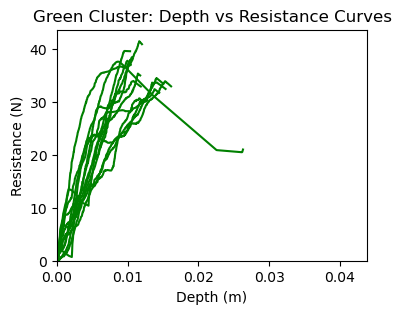 Green Cluster: Depth vs Resistance Curves
Resistance (N)
40
30
20
10
0
0.00 0.01 0.02 0.03 0.04
Depth (m)